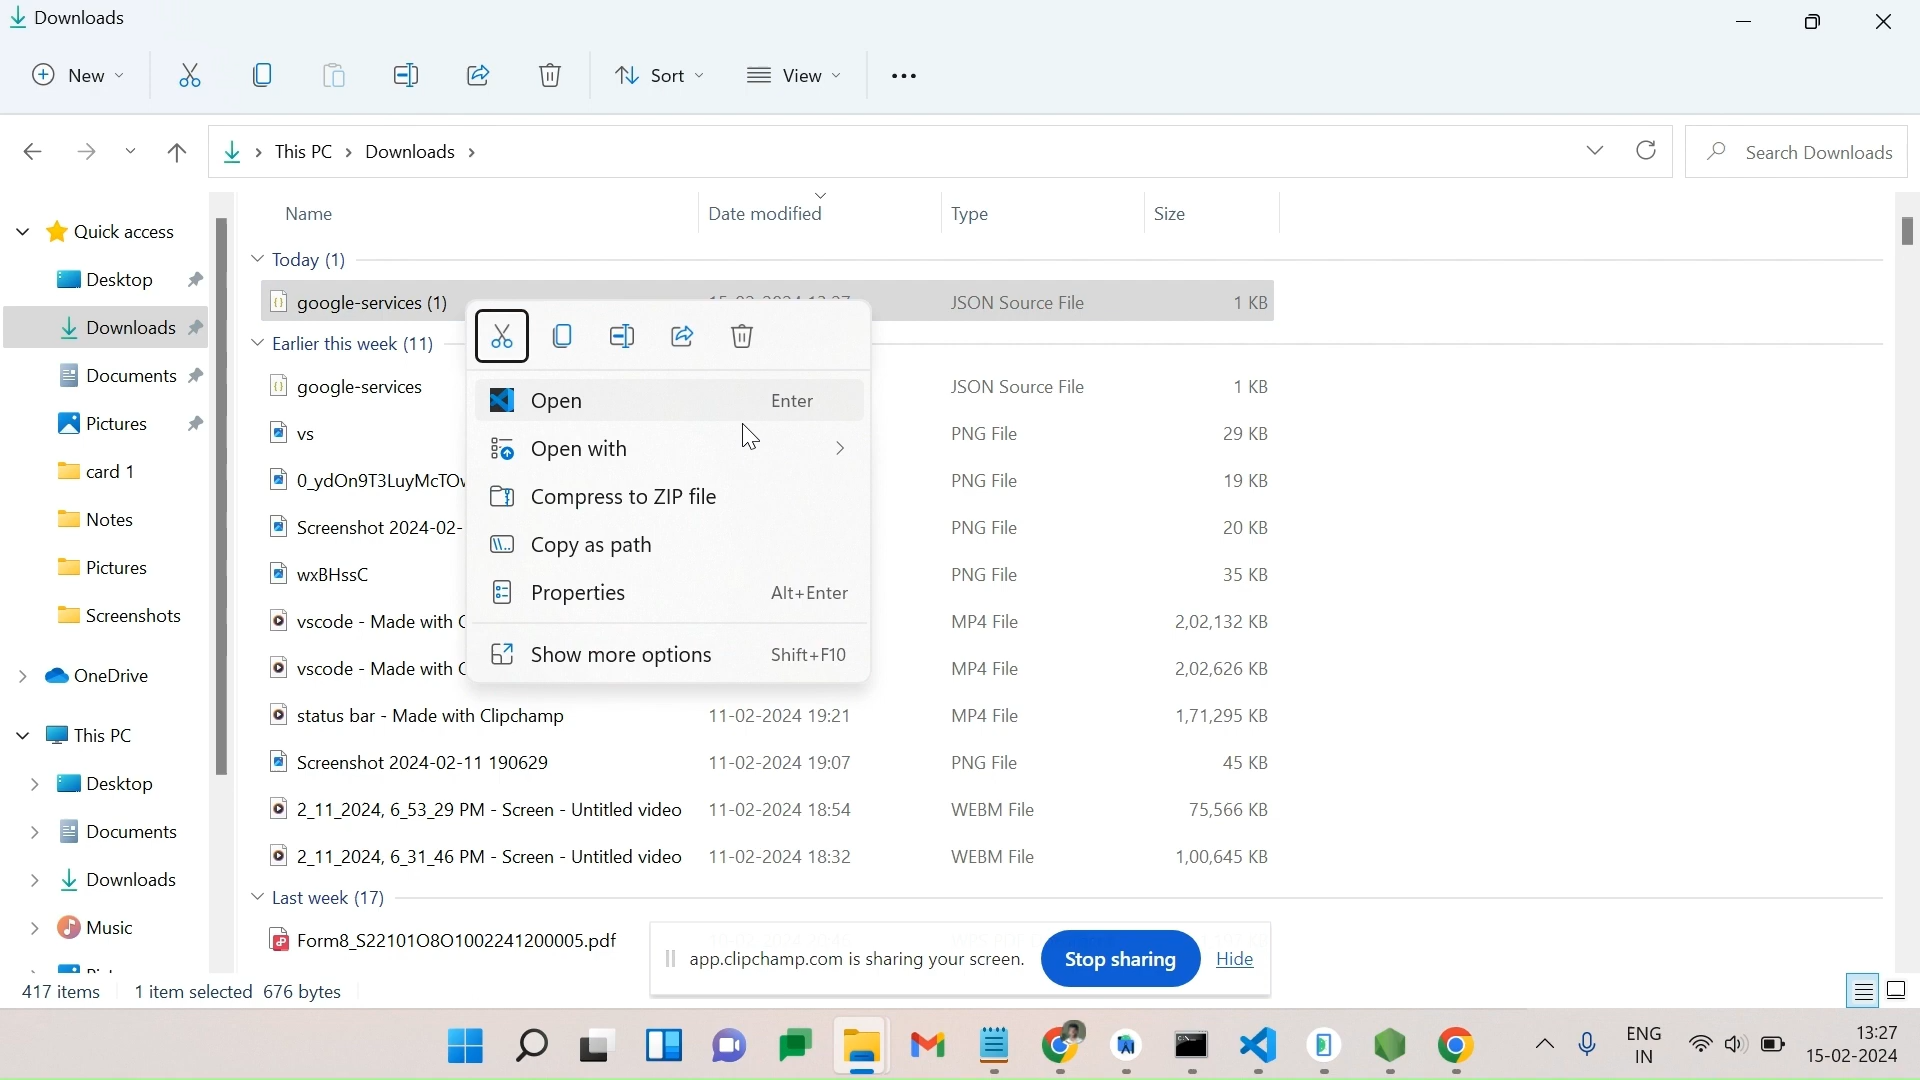 Downloads
New
Sort
View
This PC
Downloads
Search Downloads
Name
Date modified
Type
Size
Quick access
Desktop
Downloads
Documents
Pictures
card 1
Notes
Pictures
Screenshots
OneDrive
This PC
Desktop
Documents
Downloads
Music
Today (1)
google-services (1) JSON Source File 1 KB
Earlier this week (11)
google-services JSON Source File 1 KB
vs PNG File 29 KB
PNG File 19 KB
Screenshot 2024-02- PNG File 20 KB
wxBHssC PNG File 35 KB
vscode - Made with MP4 File 2,02,132 KB
vscode - Made with MP4 File 2,02,626 KB
status bar - Made with Clipchamp 11-02-2024 19:21 MP4 File 1,71,295 KB
Screenshot 2024-02-11 190629 11-02-2024 19:07 PNG File 45 KB
2_11_2024, 6_53_29 PM - Screen - Untitled video 11-02-2024 18:54 WEBM File 75,566 KB
2_11_2024, 6_31_46 PM - Screen - Untitled video 11-02-2024 18:32 WEBM File 1,00,645 KB
Last week (17)
Form8_S22101O8O1002241200005.pdf
Open Enter
Open with
Compress to ZIP file
Copy as path
Properties Alt+Enter
Show more options Shift+F10
app.clipchamp.com is sharing your screen. Stop sharing Hide
417 items 1 item selected 676 bytes
ENG
IN
13:27
15-02-2024